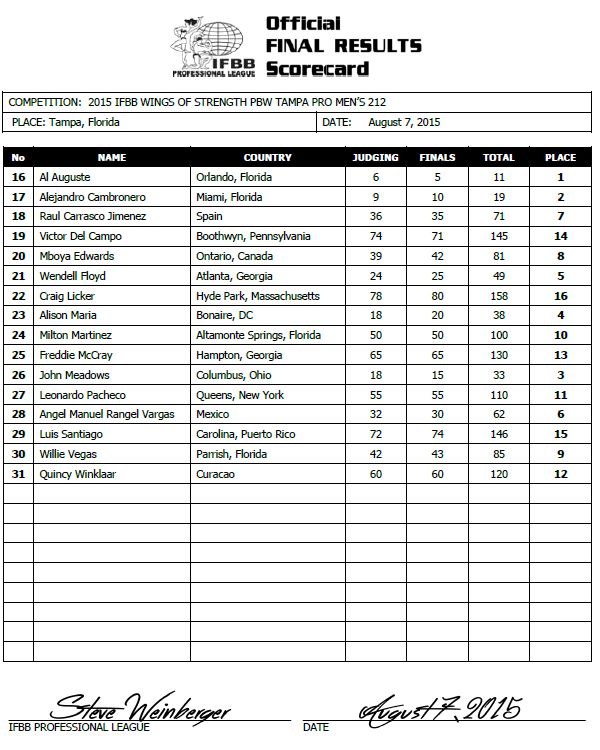 Official
FINAL RESULTS
Scorecard
IFBB
PROFESSIONAL LEAGUE
COMPETITION: 2015 IFBB WINGS OF STRENGTH PBW TAMPA PRO MEN'S 212
PLACE: Tampa, Florida DATE: August 7, 2015
No NAME COUNTRY JUDGING FINALS TOTAL PLACE
16 Al Auguste Orlando, Florida 6 5 11 1
17 Alejandro Cambronero Miami, Florida 9 10 19 2
18 Raul Carrasco Jimenez Spain 36 35 71 7
19 Victor Del Campo Boothwyn, Pennsylvania 74 71 145 14
20 Mboya Edwards Ontario, Canada 39 42 81 8
21 Wendell Floyd Atlanta, Georgia 24 25 49 5
22 Craig Licker Hyde Park, Massachusetts 78 80 158 16
23 Alison Maria Bonaire, DC 18 20 38 4
24 Milton Martinez Altamonte Springs, Florida 50 50 100 10
25 Freddie McCray Hampton, Georgia 65 65 130 13
26 John Meadows Columbus, Ohio 18 15 33 3
27 Leonardo Pacheco Queens, New York 55 55 110 11
28 Angel Manuel Rangel Vargas Mexico 32 30 62 6
29 Luis Santiago Carolina, Puerto Rico 72 74 146 15
30 Willie Vegas Parrish, Florida 42 43 85 9
31 Quincy Winklaar Curacao 60 60 120 12
Steve Weinberger August 7, 2015
IFBB PROFESSIONAL LEAGUE DATE